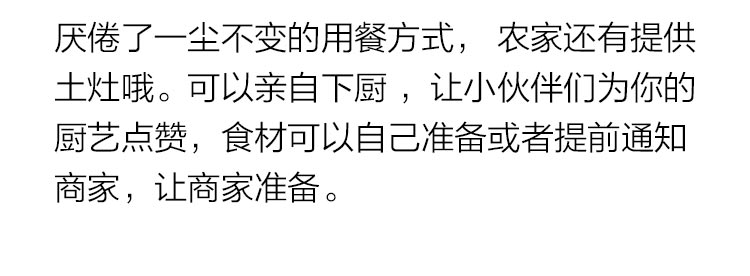 厌倦了一尘不变的用餐方式， 农家还有提供
土灶哦。可以亲自下厨 ，让小伙伴们为你的
厨艺点赞，食材可以自己准备或者提前通知
商家，让商家准备。